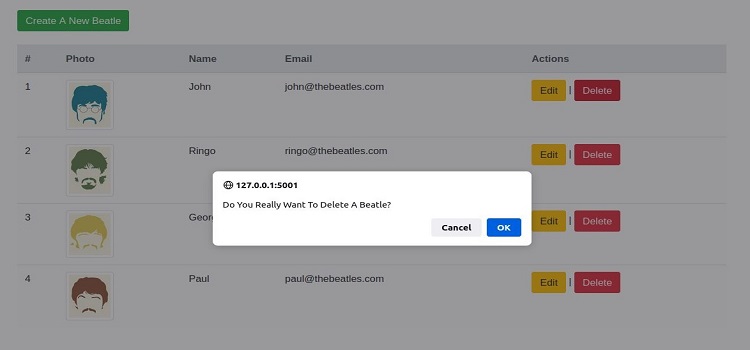 Create A New Beatle
# Photo Name Email Actions
1 John john@thebeatles.com Edit | Delete
2 Ringo ringo@thebeatles.com Edit | Delete
127.0.0.1:5001
Do You Really Want To Delete A Beatle?
3 Edit | Delete
Cancel OK
4 Paul paul@thebeatles.com Edit | Delete